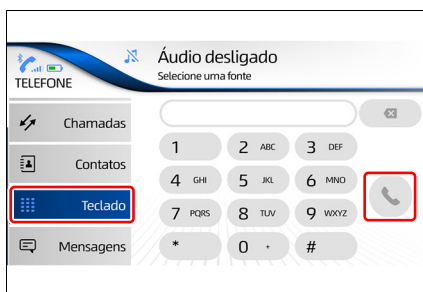 TELEFONE
Áudio desligado
Selecione uma fonte
Chamadas
Contatos
Teclado
Mensagens
1
2 ABC
3 DEF
4 GHI
5 JKL
6 MNO
7 PQRS
8 TUV
9 WXYZ
*
0 +
#